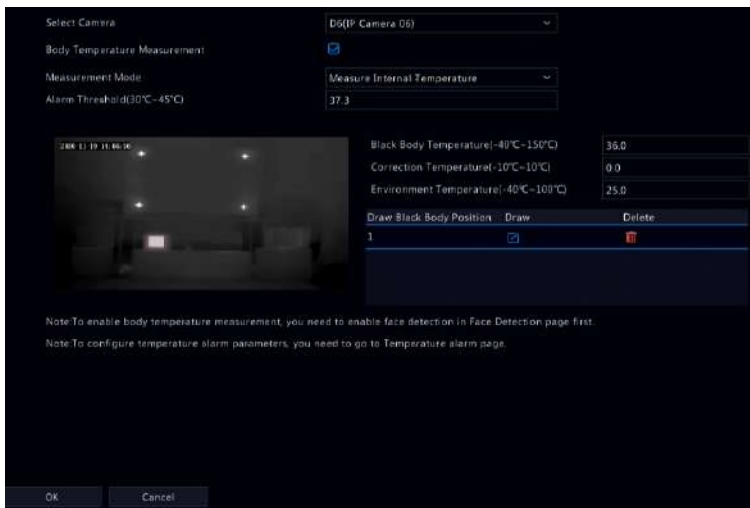 Select Camera
D6(IP Camera 06)
Body Temperature Measurement
Measurement Mode
Measure Internal Temperature
Alarm Threshold(30℃~45℃)
37.3
Black Body Temperature(-40℃~150℃)
36.0
Correction Temperature(-10℃~10℃)
0.0
Environment Temperature(-40℃~100℃)
25.0
Draw Black Body Position Draw Delete
1
Note:To enable body temperature measurement, you need to enable face detection in Face Detection page first.
Note:To configure temperature alarm parameters, you need to go to Temperature alarm page.
OK Cancel